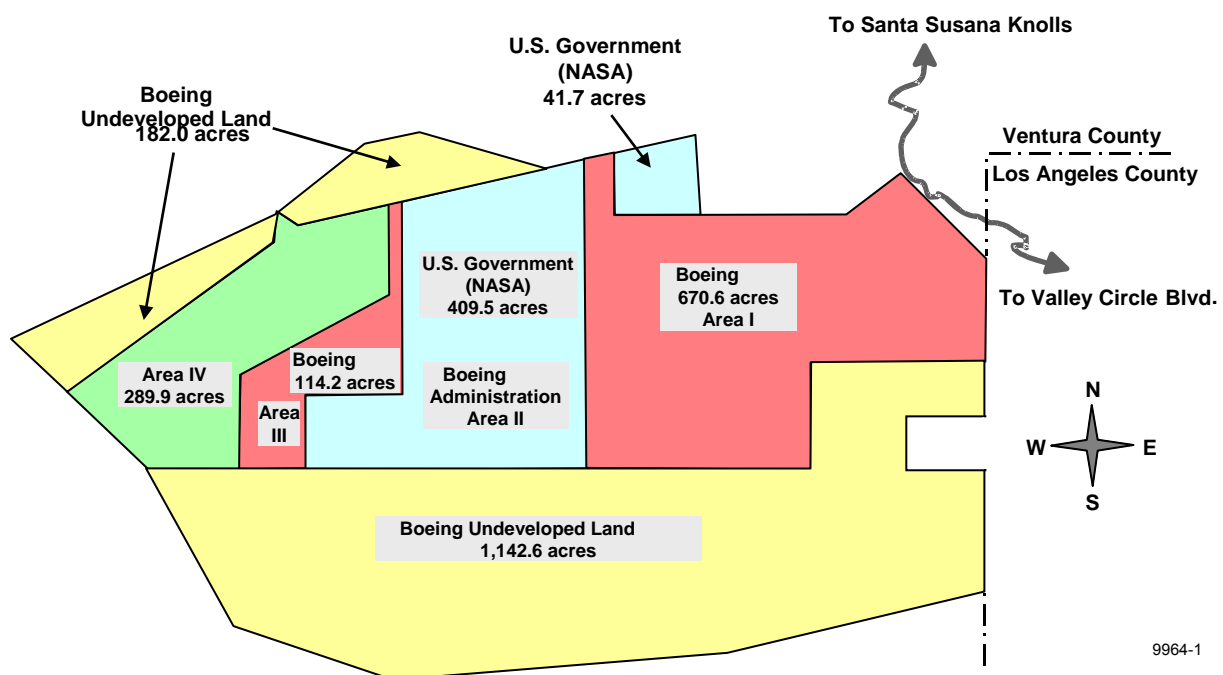 To Santa Susana Knolls
U.S. Government
(NASA)
41.7 acres
Boeing
Undeveloped Land
182.0 acres
Ventura County
Los Angeles County
U.S. Government
(NASA)
409.5 acres
Boeing
670.6 acres
Area I
To Valley Circle Blvd.
Boeing
114.2 acres
Area IV
289.9 acres
Boeing
Administration
Area II
Area
III
N
W
E
S
Boeing Undeveloped Land
1,142.6 acres
9964-1